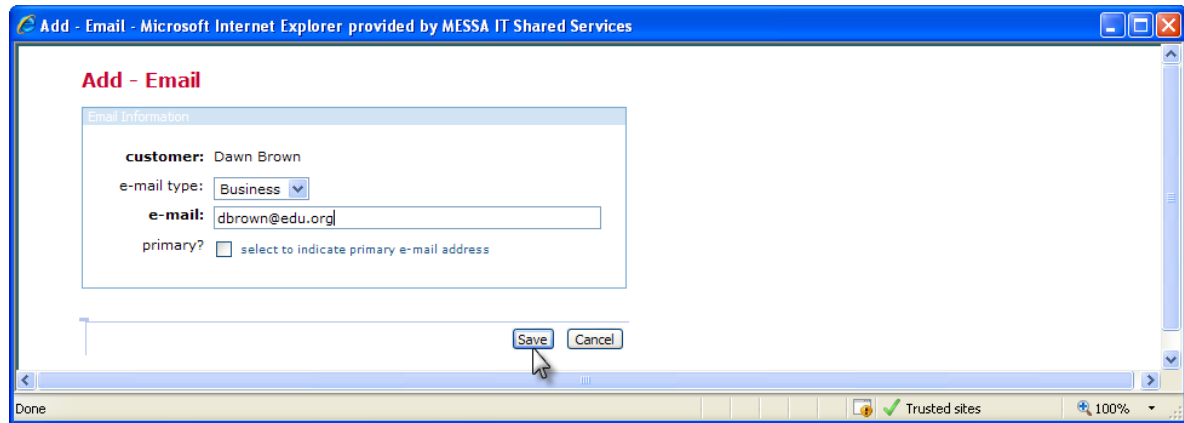 Add - Email - Microsoft Internet Explorer provided by MESSA IT Shared Services
Add - Email
Email Information
customer: Dawn Brown
e-mail type: Business
e-mail: dbrown@edu.org
primary? select to indicate primary e-mail address
Save Cancel
Done Trusted sites 100%